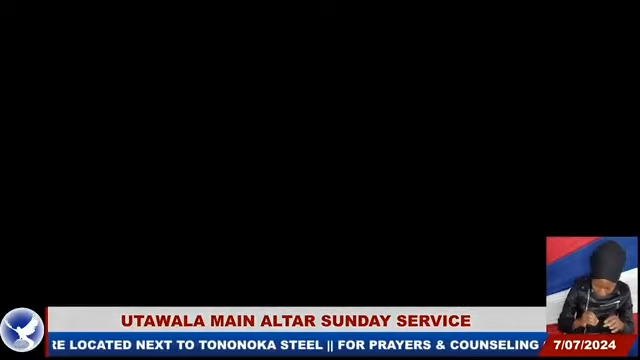 UTAWALA MAIN ALTAR SUNDAY SERVICE
RE LOCATED NEXT TO TONONOKA STEEL || FOR PRAYERS & COUNSELING
7/07/2024